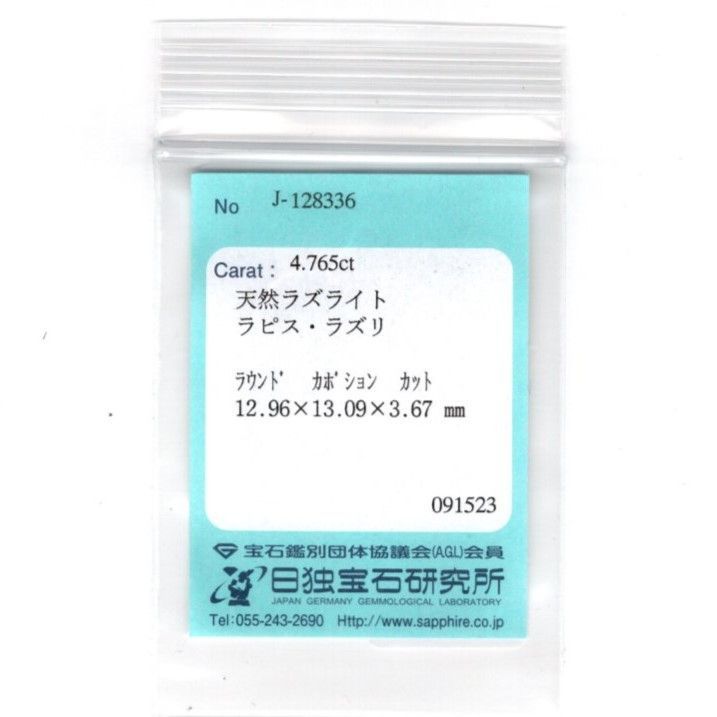 No J-128336
Carat : 4.765ct
天然ラズライト
ラピス・ラズリ
ﾗｳﾝﾄﾞ ｶﾎﾞｼｮﾝ ｶｯﾄ
12.96×13.09×3.67 mm
091523
宝石鑑別団体協議会(A.G.L)会員
日独宝石研究所
JAPAN GERMANY GEMMOLOGICAL LABORATORY
Tel:055-243-2690 Http://www.sapphire.co.jp